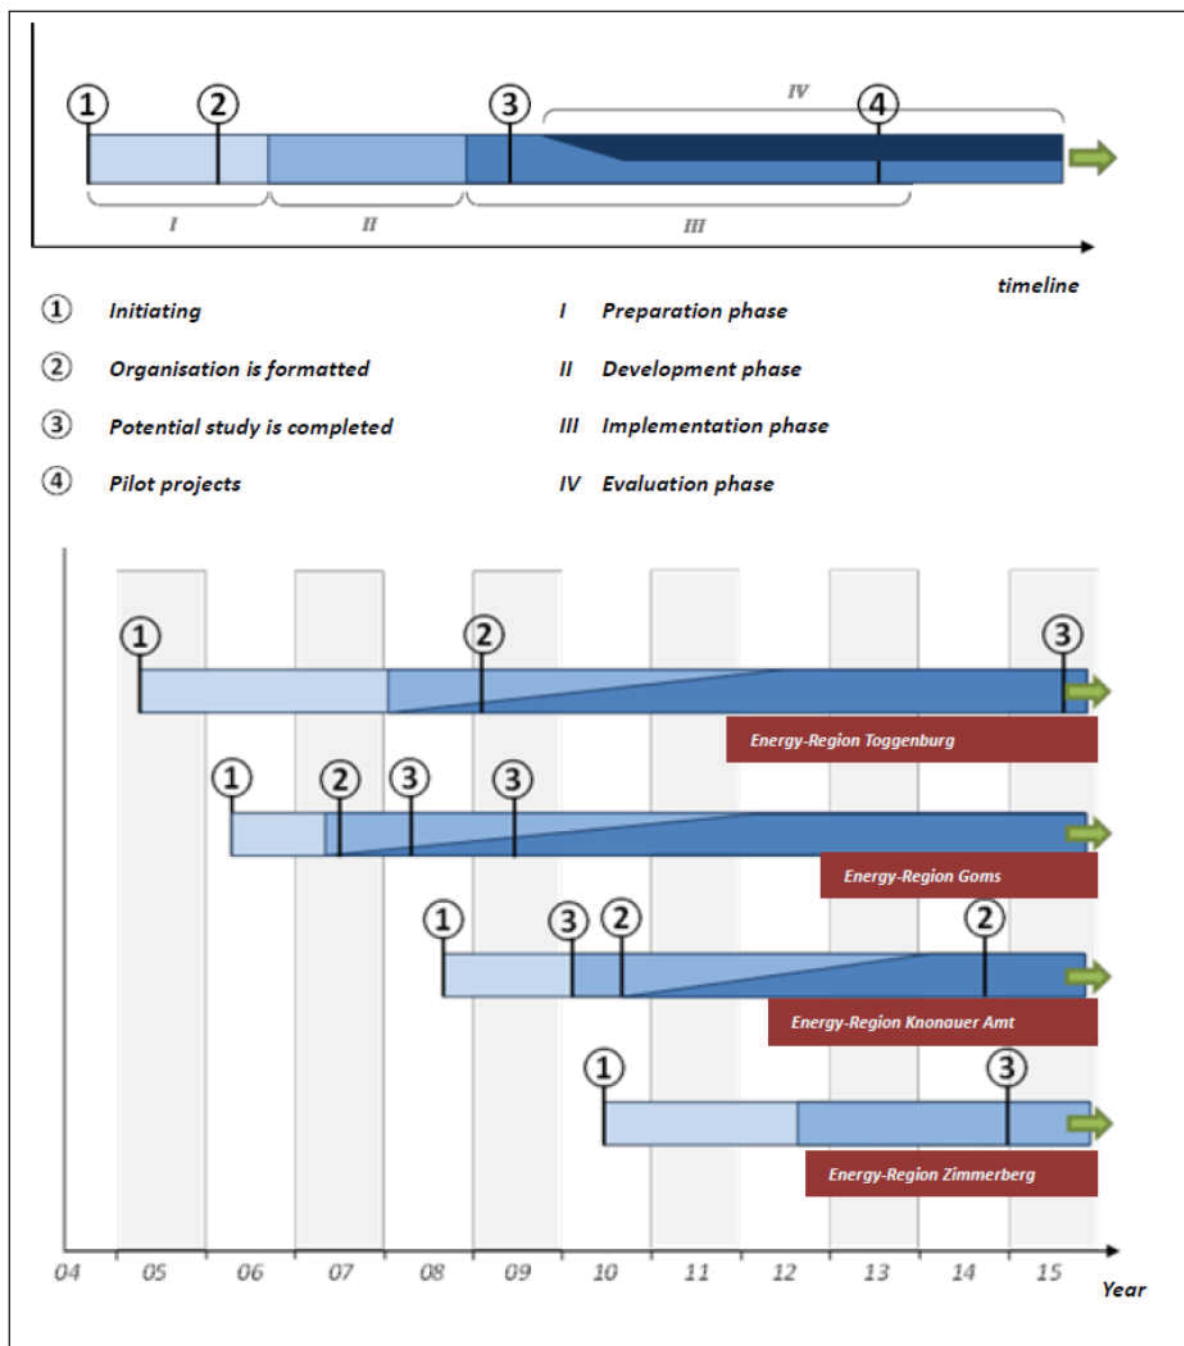 1 2 3 4
IV
I II III
timeline
1 Initiating I Preparation phase
2 Organisation is formatted II Development phase
3 Potential study is completed III Implementation phase
4 Pilot projects IV Evaluation phase
1 2 3
Energy-Region Toggenburg
1 2 3 3
Energy-Region Goms
1 3 2 2
Energy-Region Knonauer Amt
1 3
Energy-Region Zimmerberg
04 05 06 07 08 09 10 11 12 13 14 15
Year